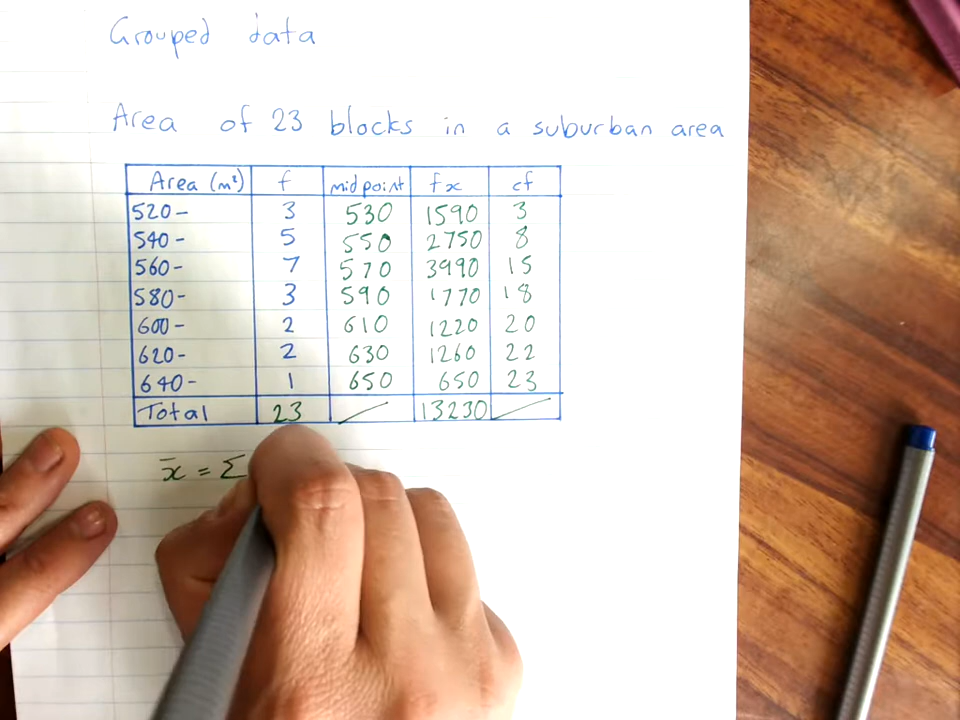 Grouped data
Area of 23 blocks in a suburban area
Area (m²) f midpoint fx cf
520- 3 530 1590 3
540- 5 550 2750 8
560- 7 570 3990 15
580- 3 590 1770 18
600- 2 610 1220 20
620- 2 630 1260 22
640- 1 650 650 23
Total 23 13230
x̄ = Σ